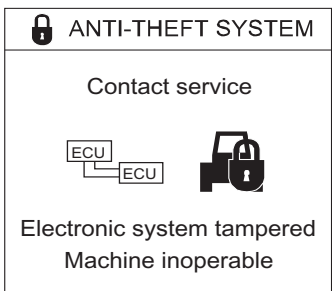 ANTI-THEFT SYSTEM
Contact service
ECU
ECU
Electronic system tampered
Machine inoperable